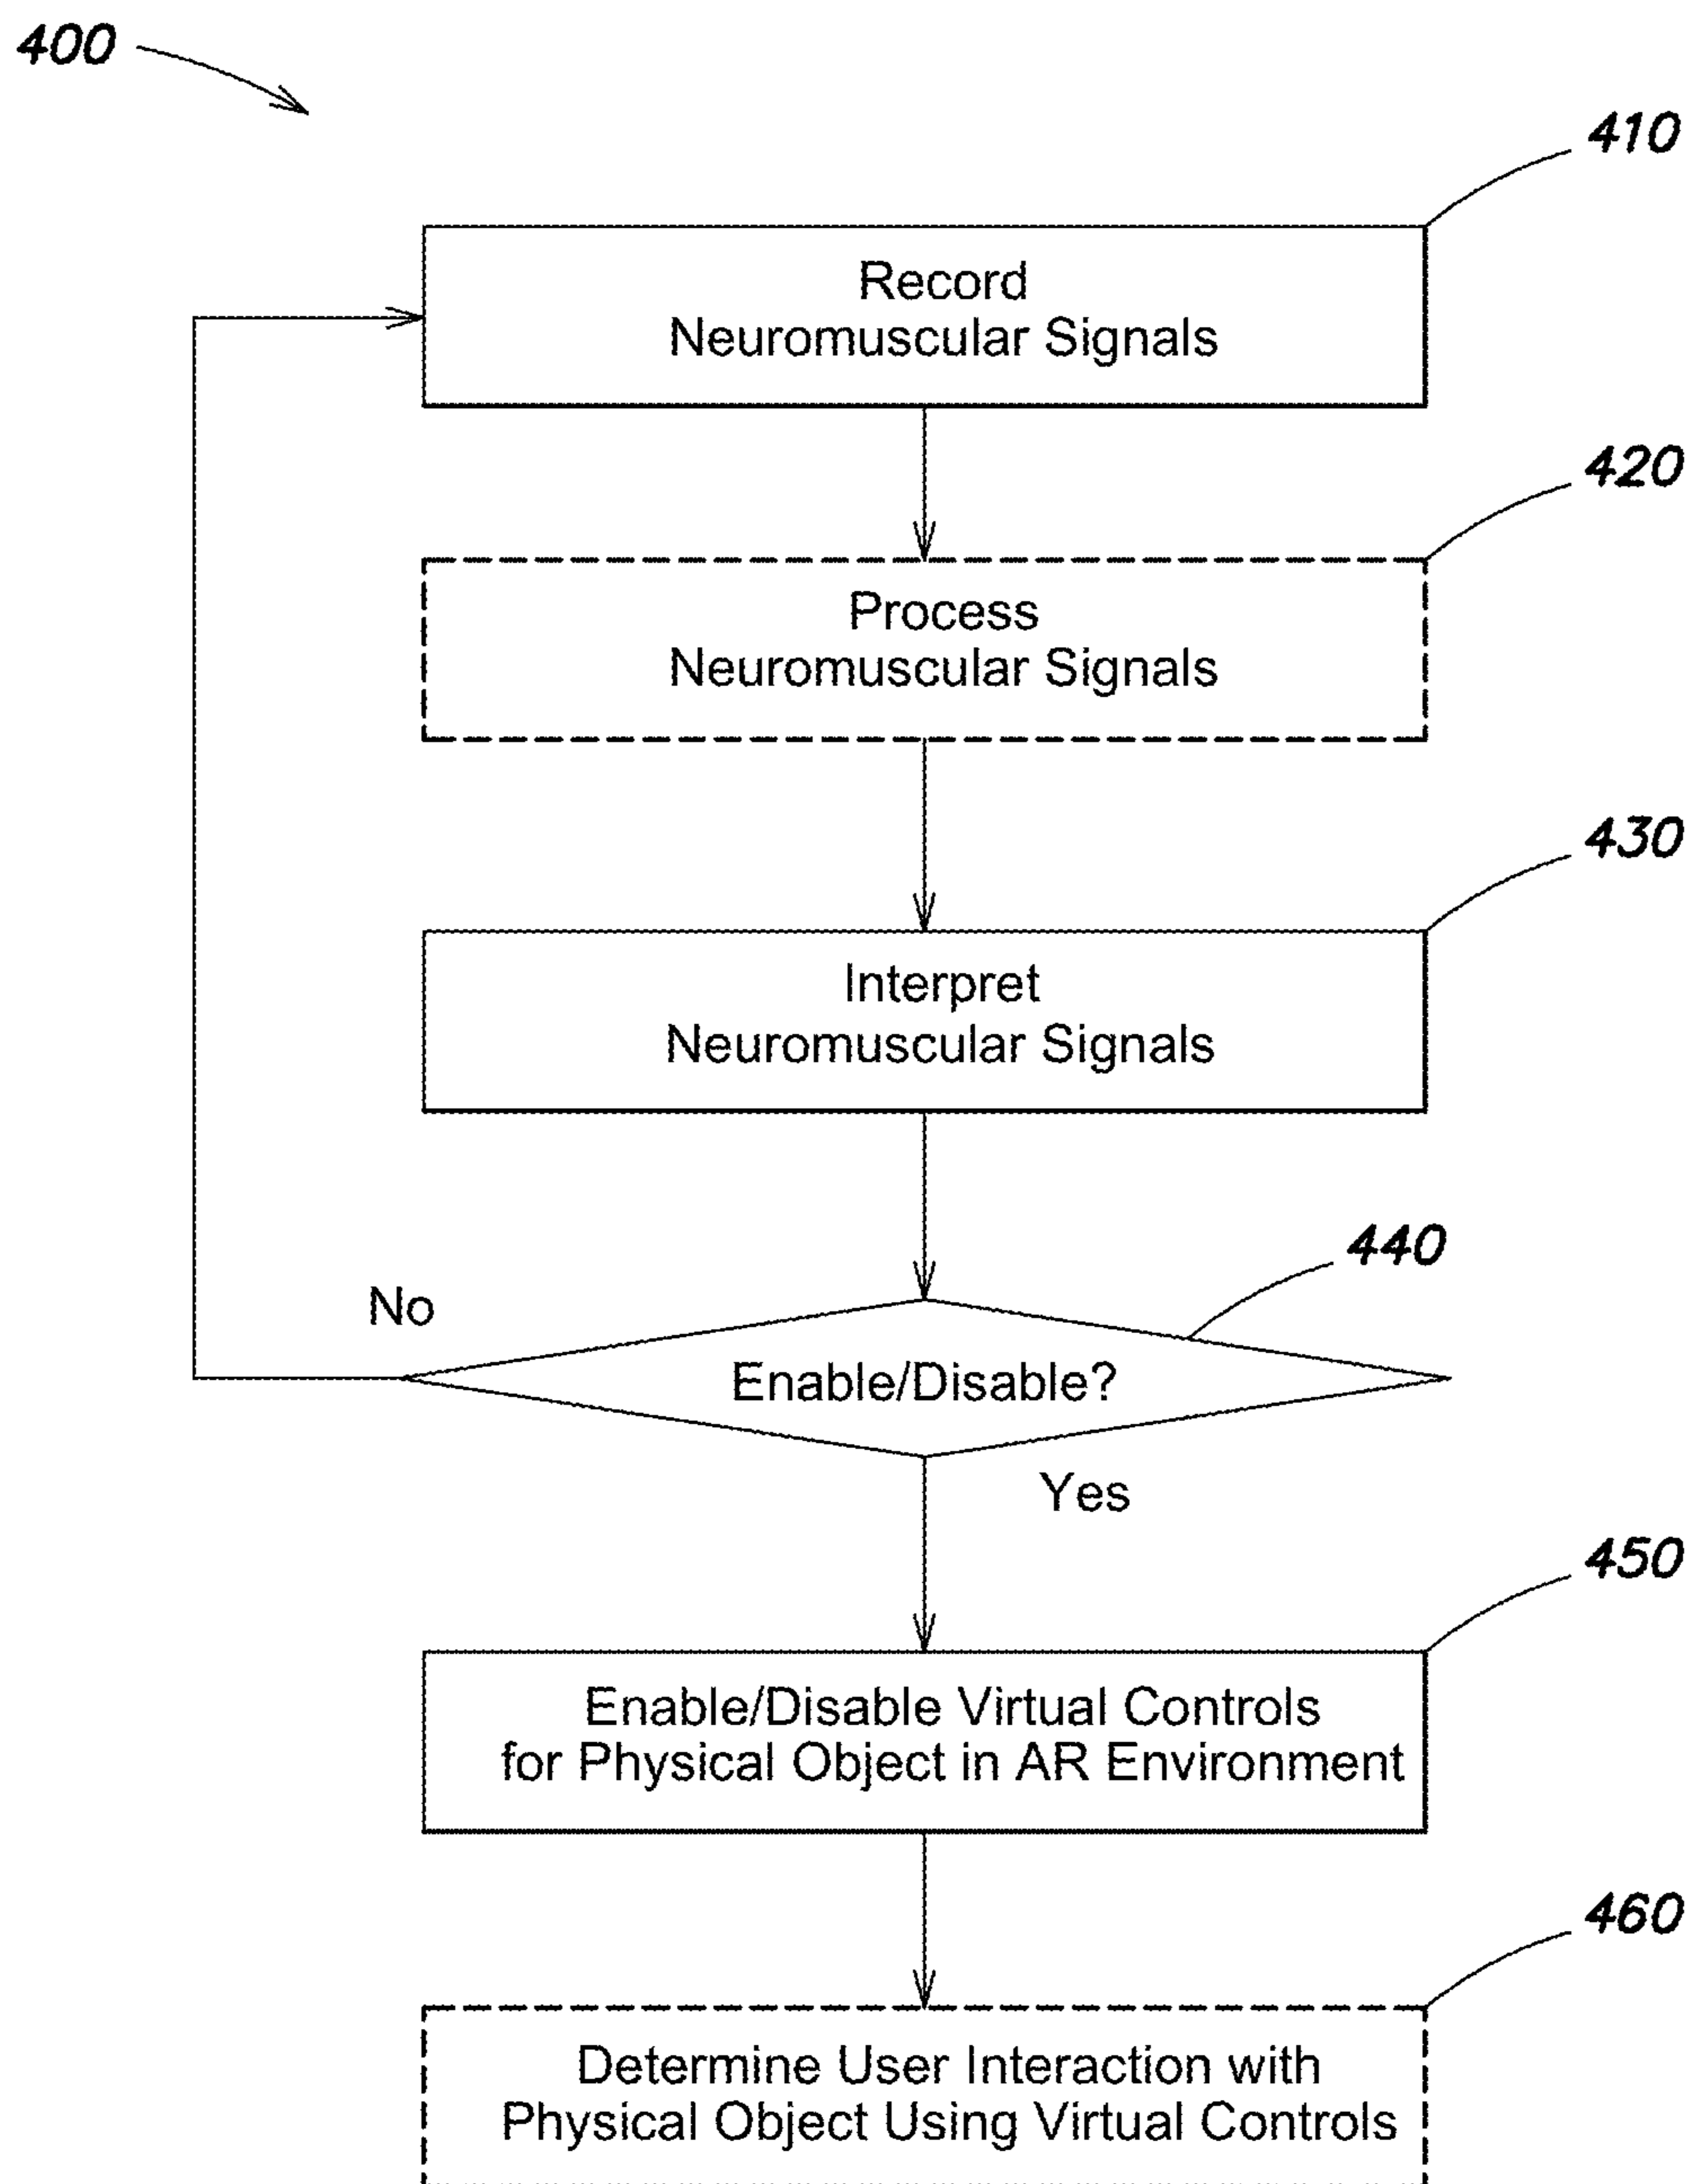 400
410
Record
Neuromuscular Signals
420
Process
Neuromuscular Signals
430
Interpret
Neuromuscular Signals
440
No
Enable/Disable?
Yes
450
Enable/Disable Virtual Controls
for Physical Object in AR Environment
460
Determine User Interaction with
Physical Object Using Virtual Controls